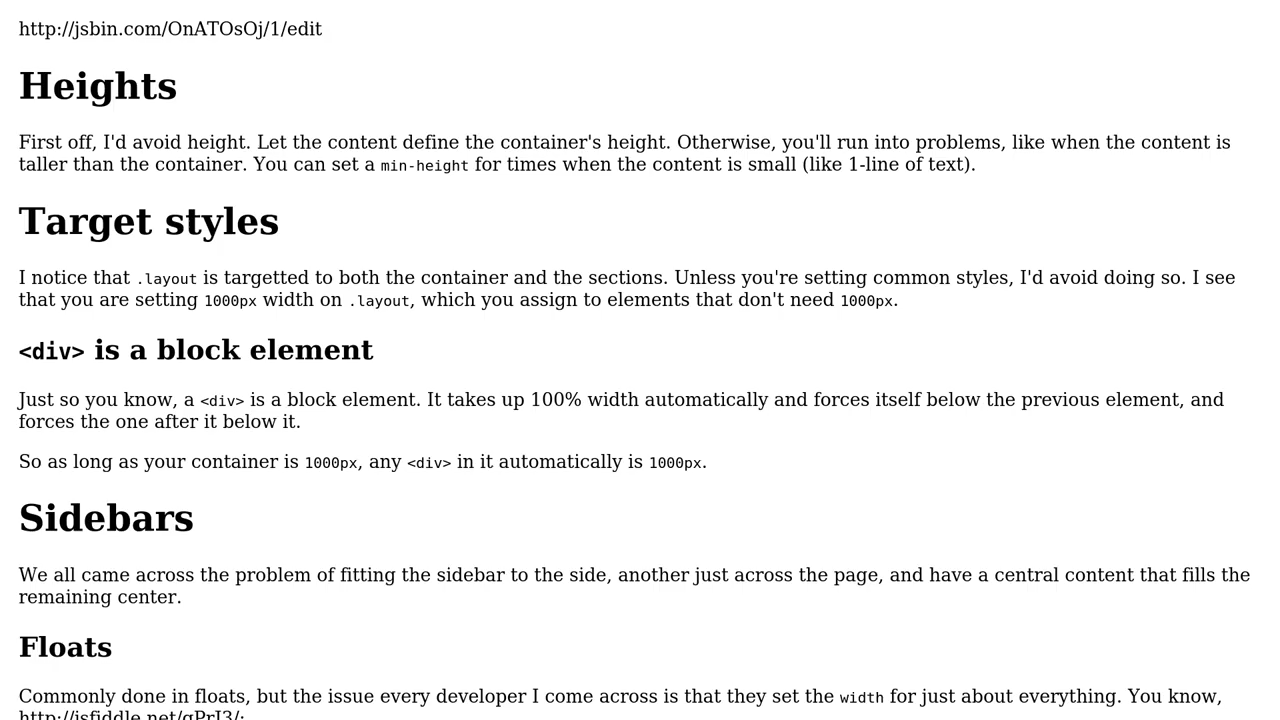 http://jsbin.com/OnATOsOj/1/edit
Heights
First off, I'd avoid height. Let the content define the container's height. Otherwise, you'll run into problems, like when the content is
taller than the container. You can set a min-height for times when the content is small (like 1-line of text).
Target styles
I notice that .layout is targetted to both the container and the sections. Unless you're setting common styles, I'd avoid doing so. I see
that you are setting 1000px width on .layout, which you assign to elements that don't need 1000px.
<div> is a block element
Just so you know, a <div> is a block element. It takes up 100% width automatically and forces itself below the previous element, and
forces the one after it below it.
So as long as your container is 1000px, any <div> in it automatically is 1000px.
Sidebars
We all came across the problem of fitting the sidebar to the side, another just across the page, and have a central content that fills the
remaining center.
Floats
Commonly done in floats, but the issue every developer I come across is that they set the width for just about everything. You know,